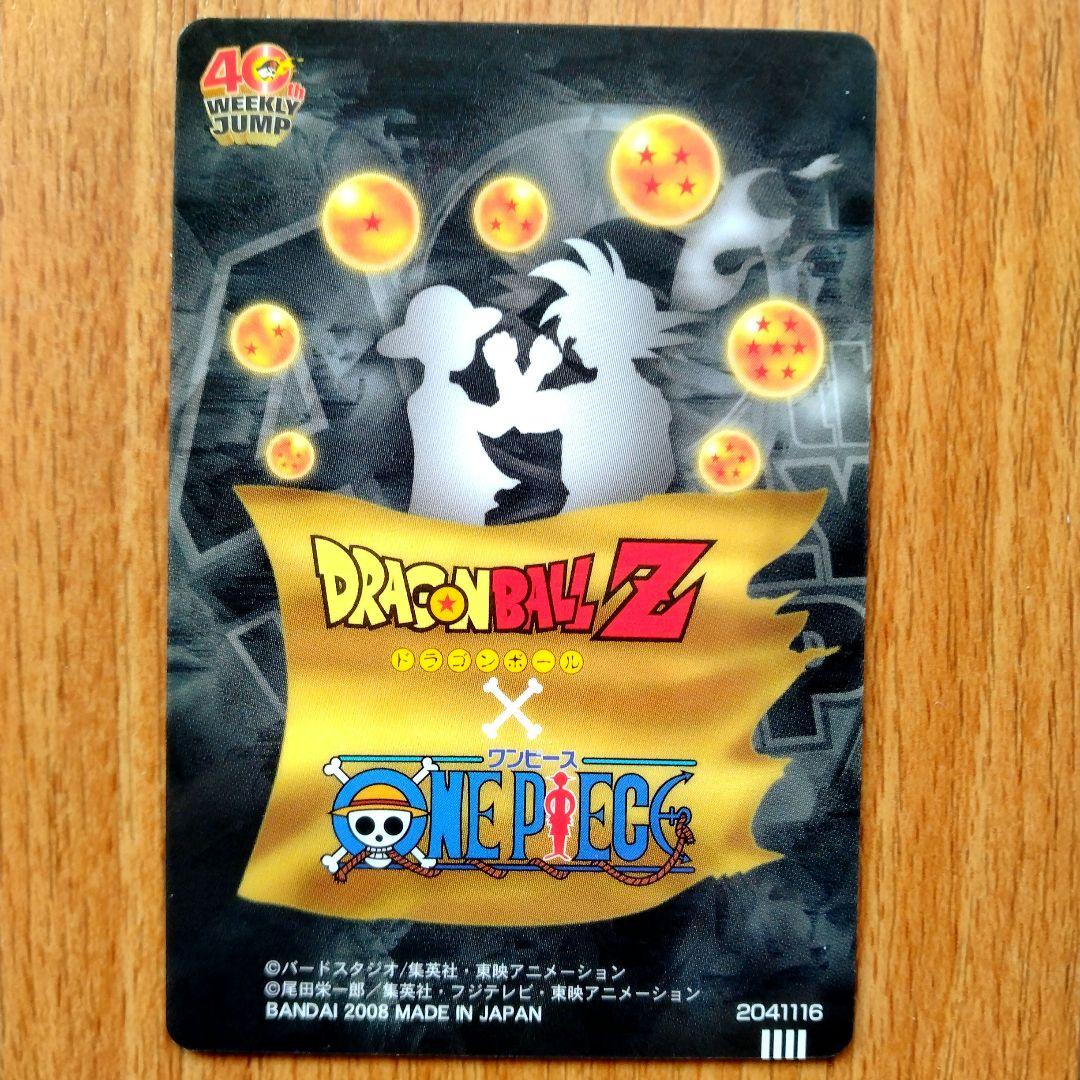 40th
WEEKLY
JUMP
DRAGONBALL Z
ドラゴンボール
ワンピース
ONE PIECE
©バードスタジオ/集英社・東映アニメーション
©尾田栄一郎/集英社・フジテレビ・東映アニメーション
BANDAI 2008 MADE IN JAPAN
2041116